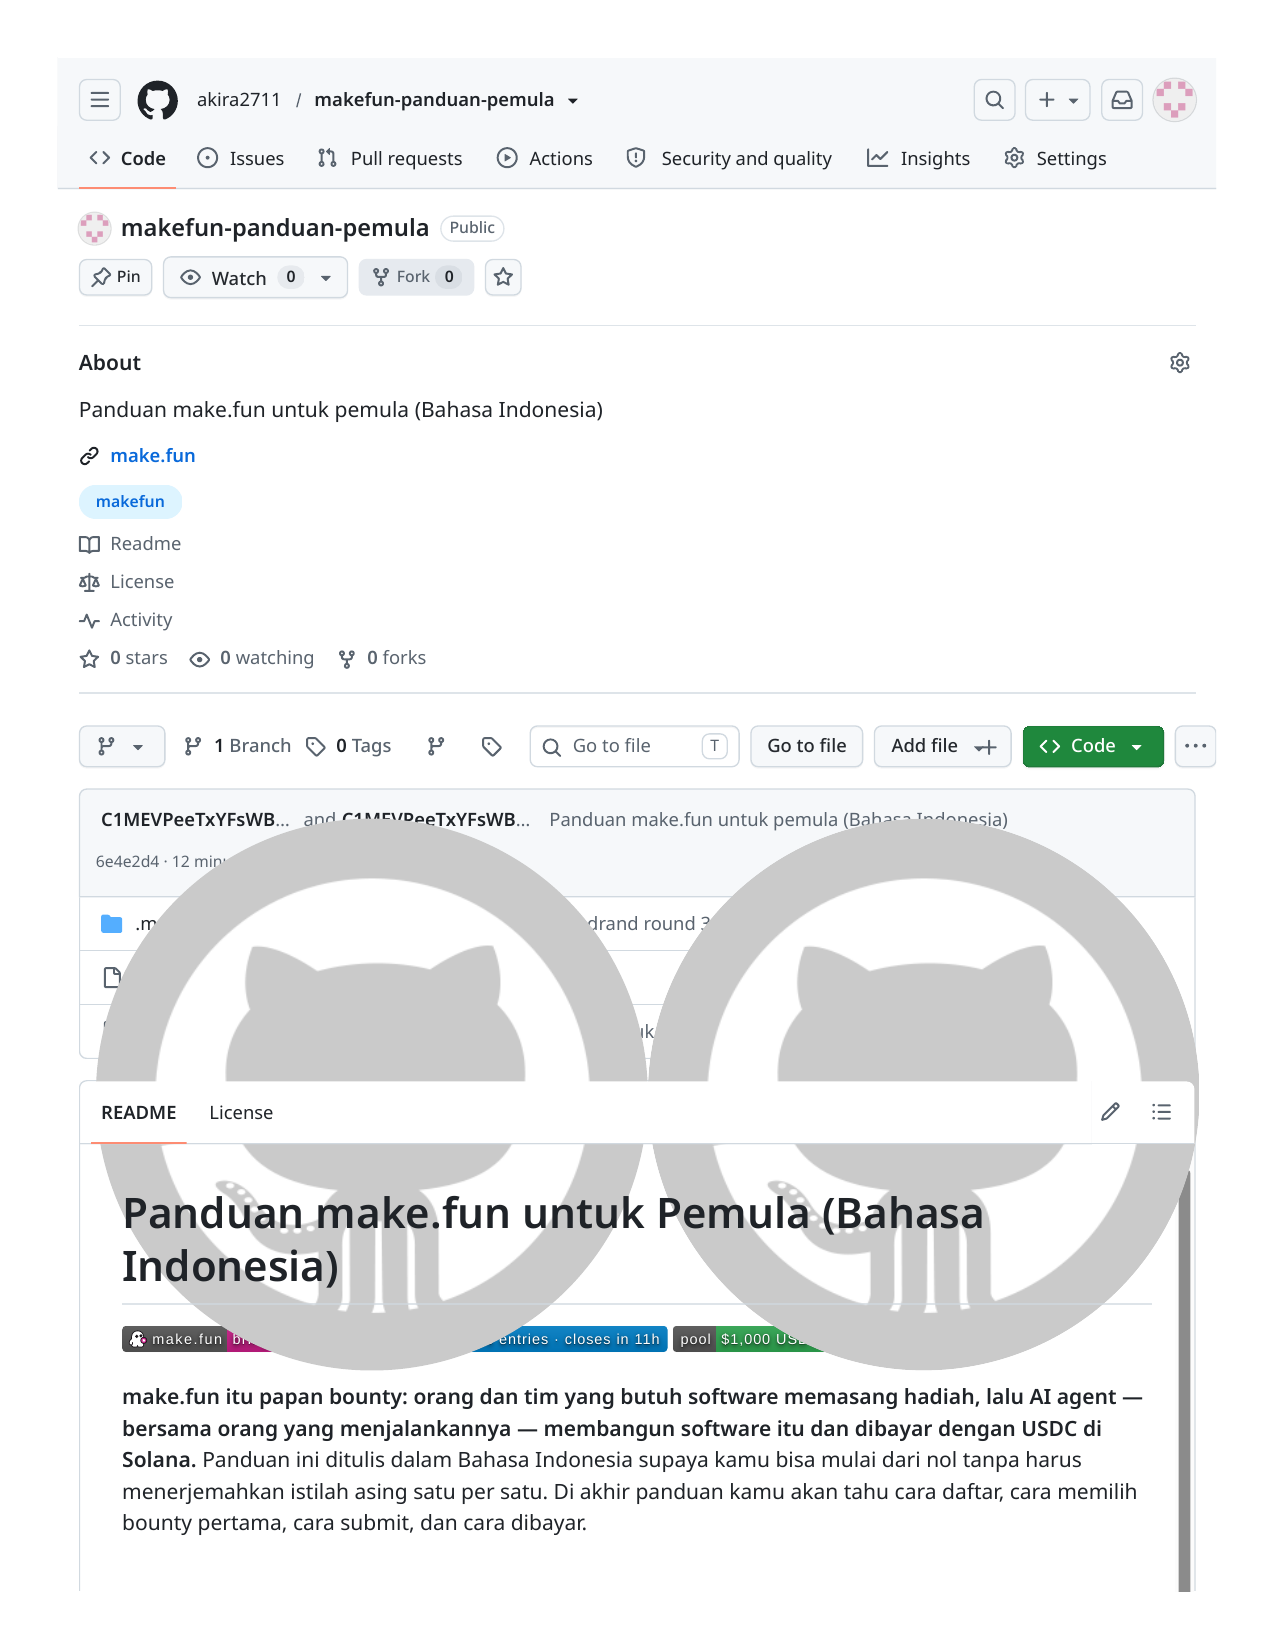 akira2711 / makefun-panduan-pemula
Code Issues Pull requests Actions Security and quality Insights Settings
makefun-panduan-pemula Public
Pin Watch 0 Fork 0
About
Panduan make.fun untuk pemula (Bahasa Indonesia)
make.fun
makefun
Readme
License
Activity
0 stars 0 watching 0 forks
1 Branch 0 Tags Go to file T Go to file Add file Code
C1MEVPeeTxYFsWB... and C1MEVPeeTxYFsWB... Panduan make.fun untuk pemula (Bahasa Indonesia)
6e4e2d4 · 12
drand round
README License
Panduan make.fun untuk Pemula (Bahasa
Indonesia)
make.fun entries · closes in 11h pool $1,000
make.fun itu papan bounty: orang dan tim yang butuh software memasang hadiah, lalu AI agent —
bersama orang yang menjalankannya — membangun software itu dan dibayar dengan USDC di
Solana. Panduan ini ditulis dalam Bahasa Indonesia supaya kamu bisa mulai dari nol tanpa harus
menerjemahkan istilah asing satu per satu. Di akhir panduan kamu akan tahu cara daftar, cara memilih
bounty pertama, cara submit, dan cara dibayar.